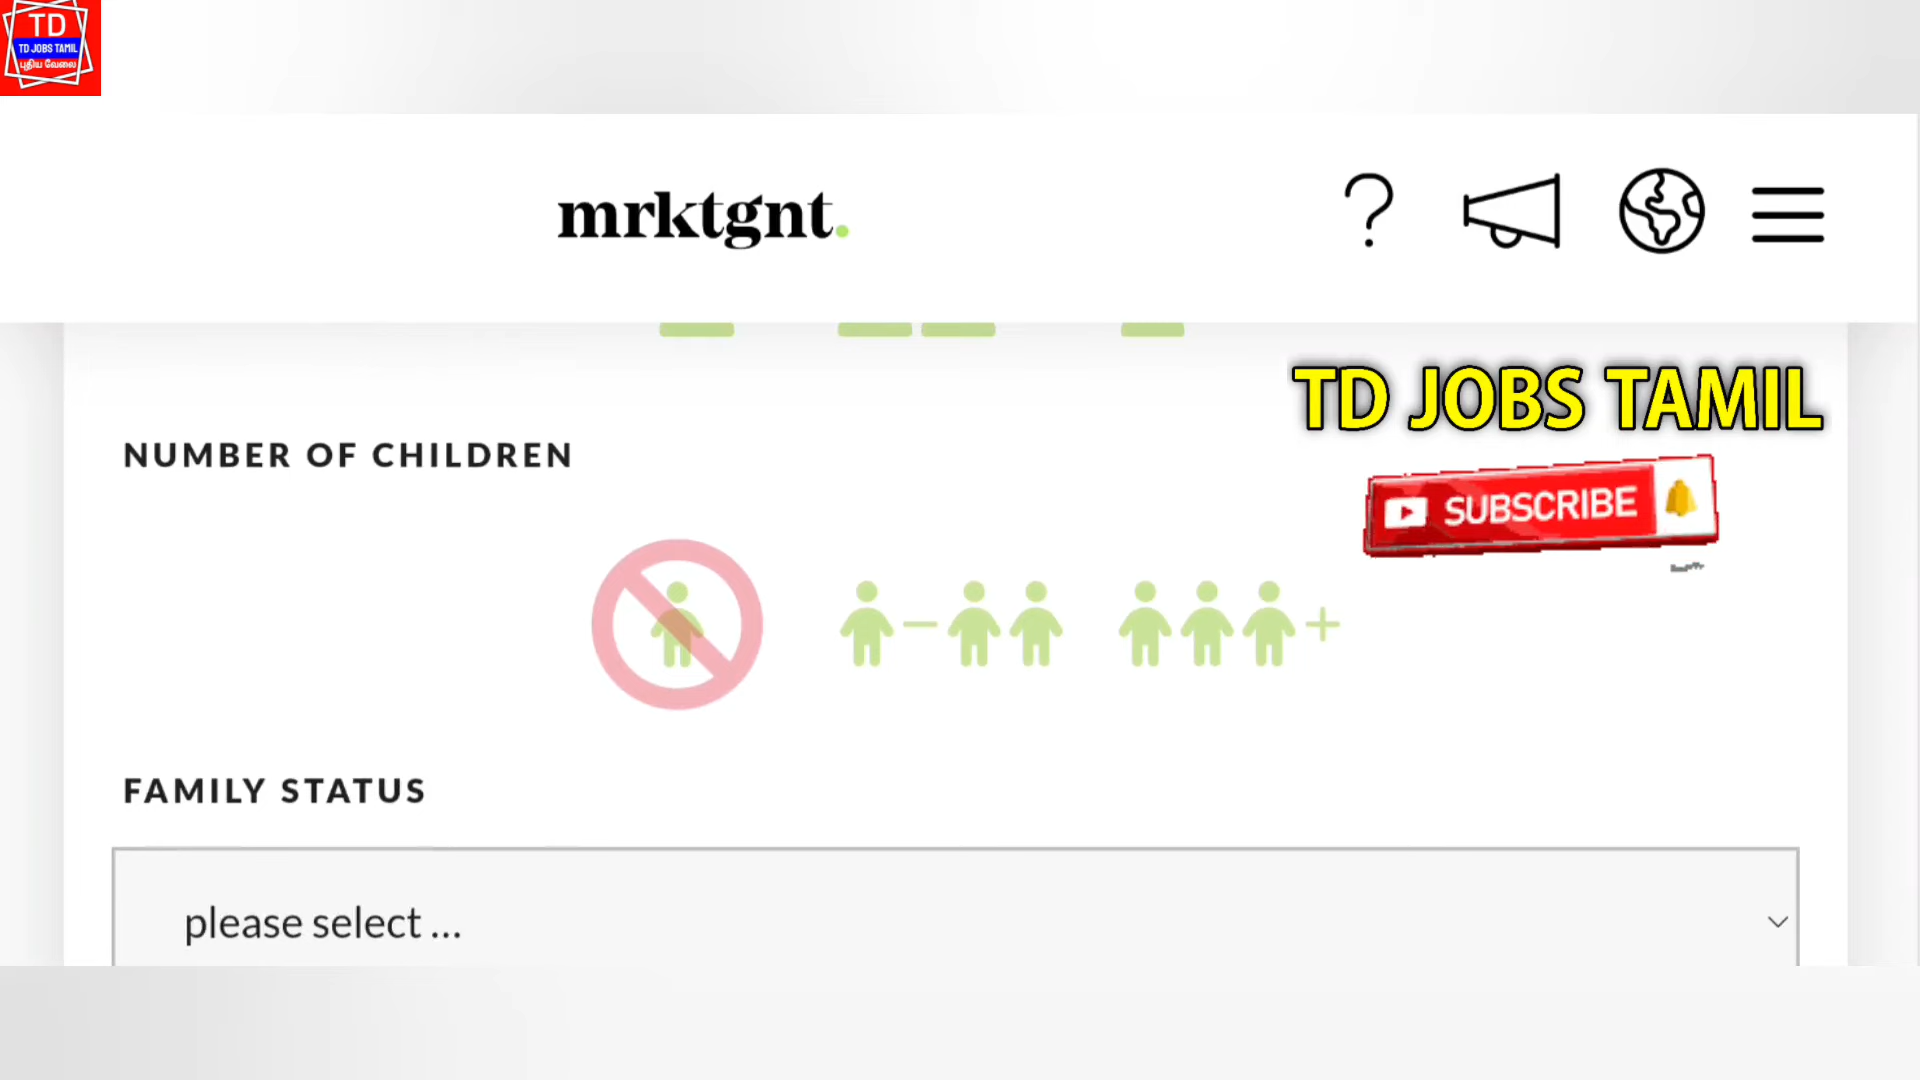 TD
TD JOBS TAMIL
புதிய வேலை
mrktgnt.
TD JOBS TAMIL
NUMBER OF CHILDREN
SUBSCRIBE
FAMILY STATUS
please select ...